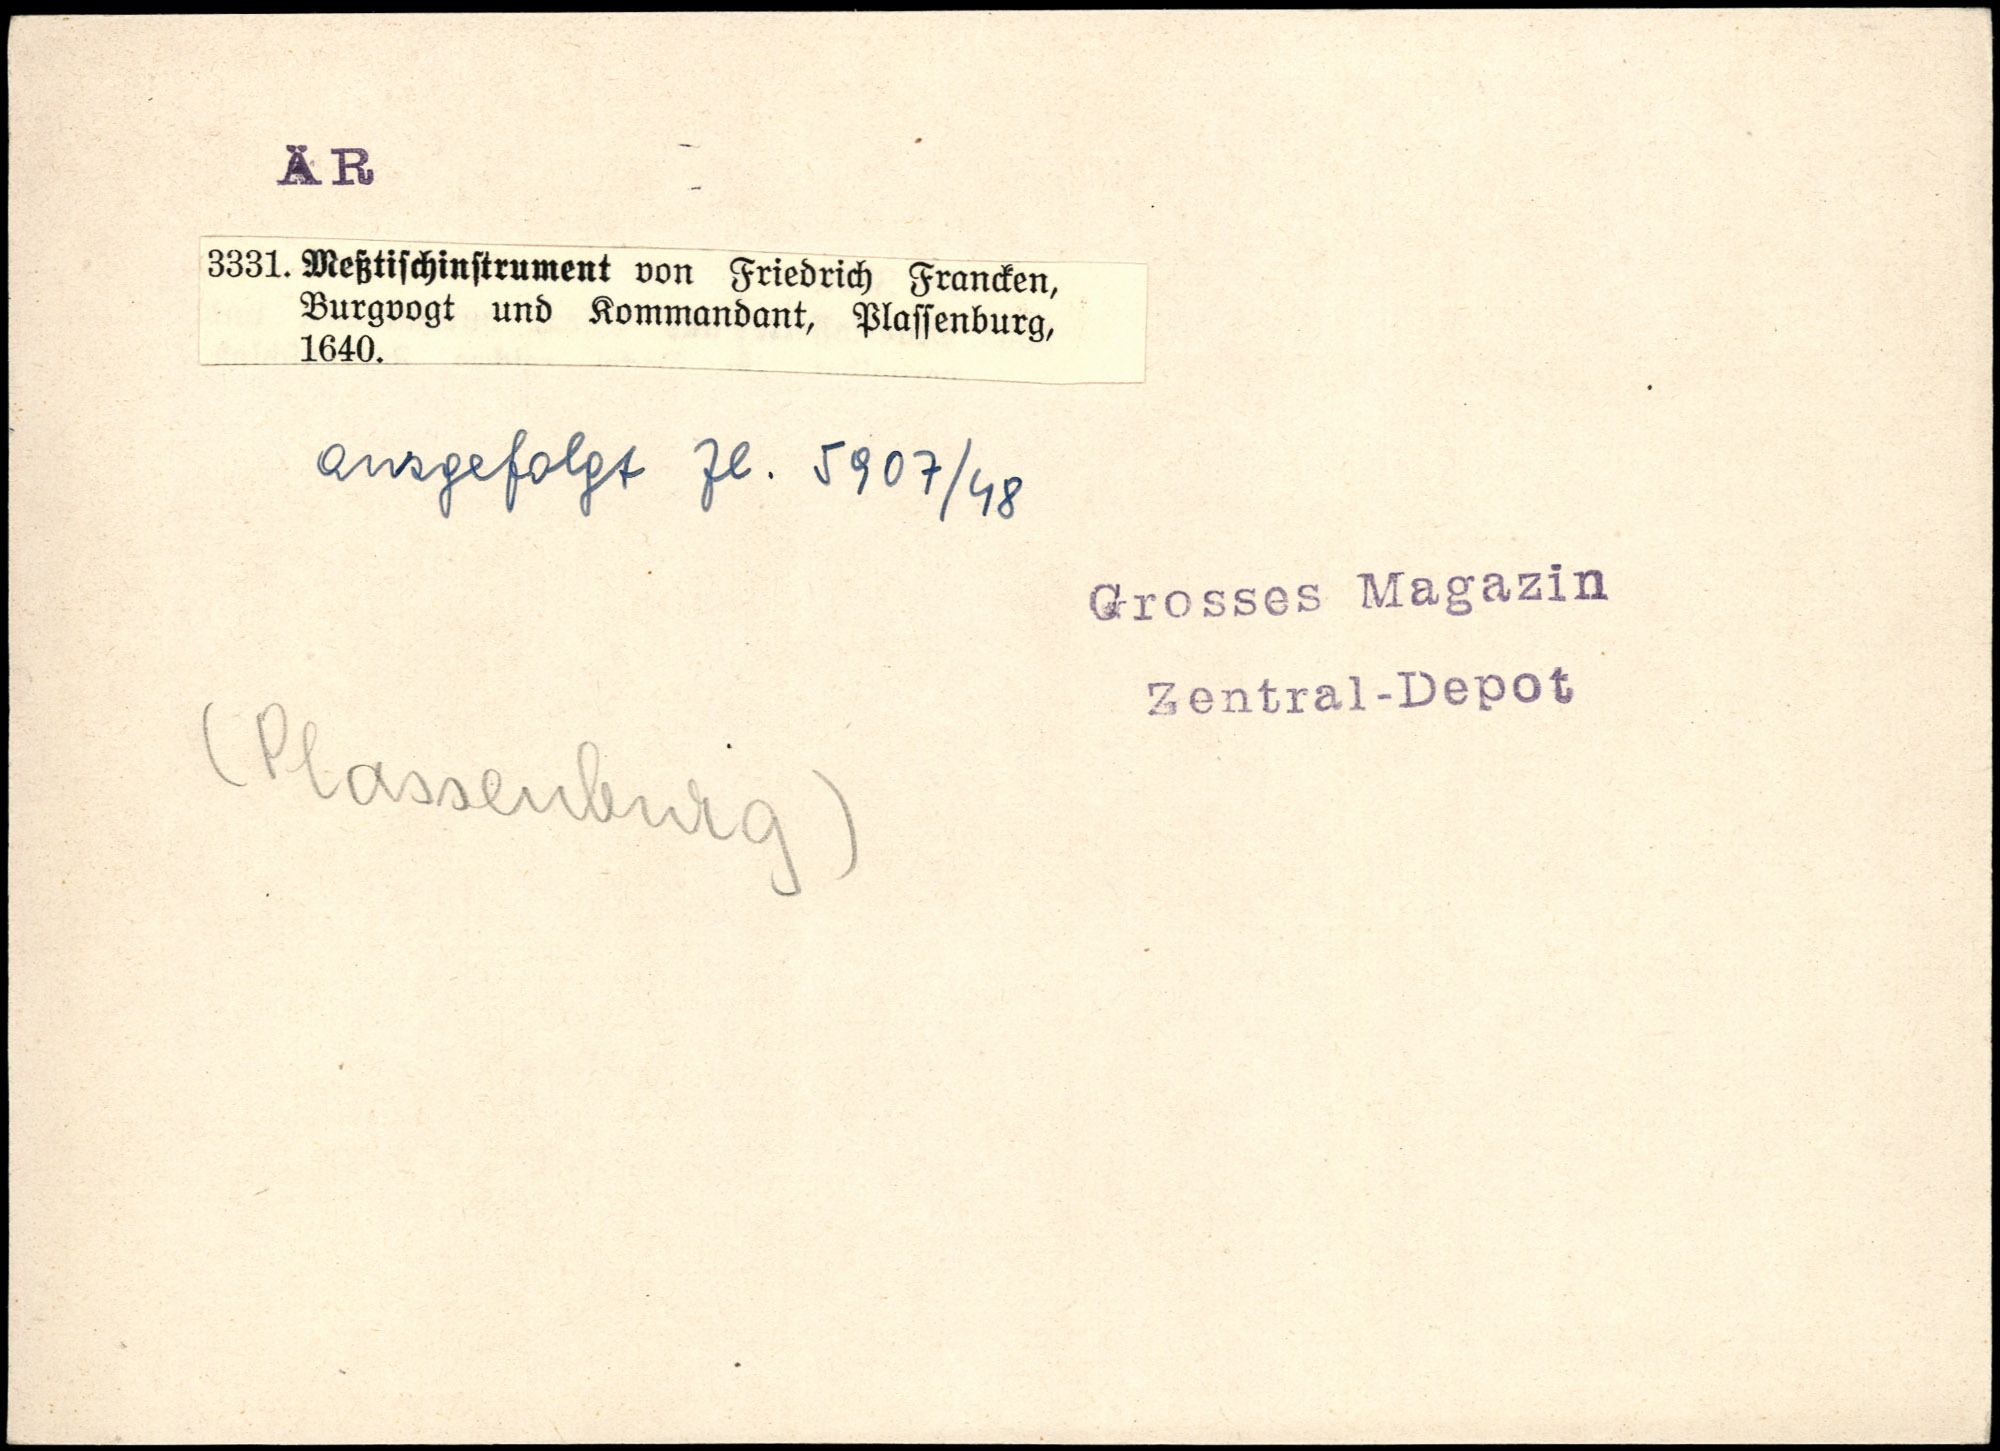 ÄR
3331. Meßtischinstrument von Friedrich Francken,
Burgvogt und Kommandant, Plassenburg,
1640.
ausgefolgt Zl. 5907/48
Grosses Magazin
Zentral-Depot
(Plassenburg)